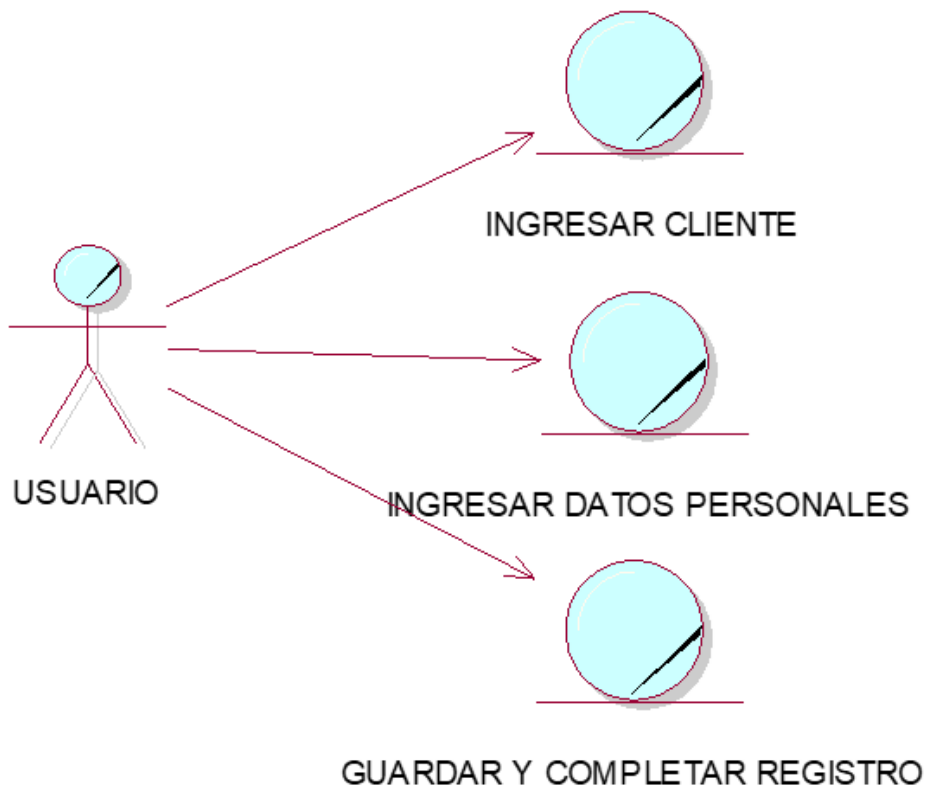 INGRESAR CLIENTE
USUARIO
INGRESAR DATOS PERSONALES
GUARDAR Y COMPLETAR REGISTRO